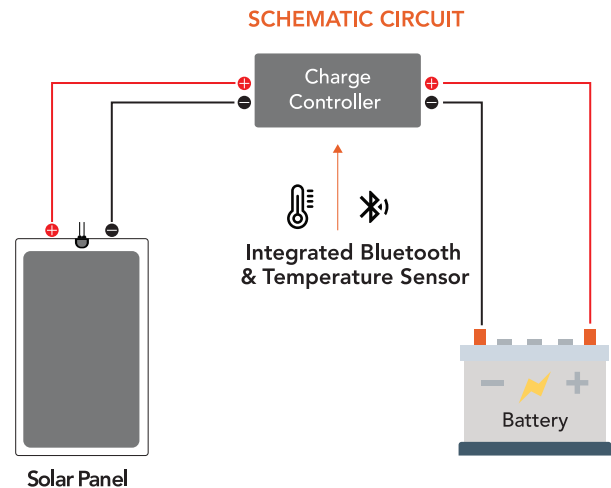 SCHEMATIC CIRCUIT
Charge
Controller
Integrated Bluetooth
& Temperature Sensor
Battery
Solar Panel